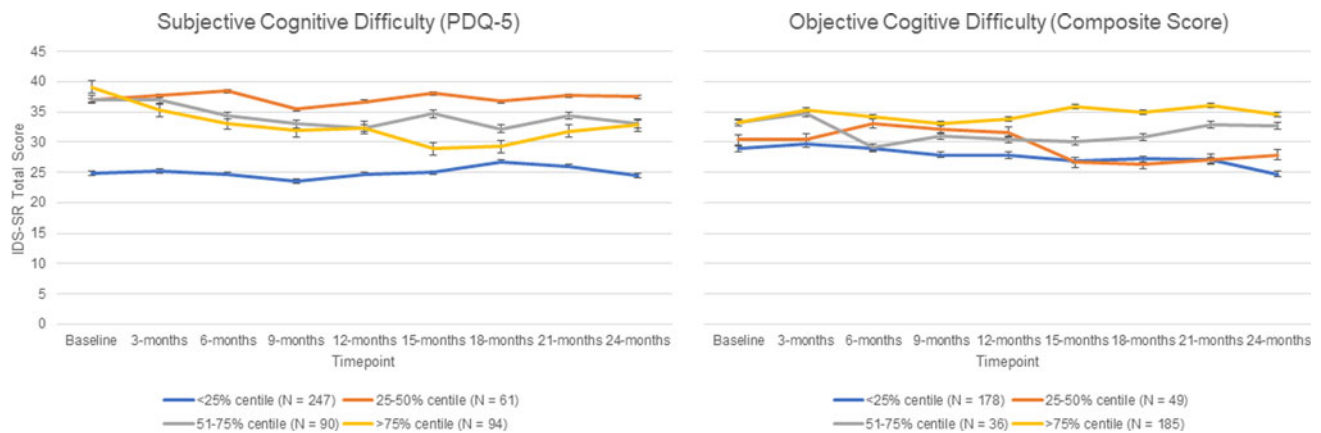 Subjective Cognitive Difficulty (PDQ-5)
45
40
35
30
25
20
15
10
5
0
IDS-SR Total Score
Baseline 3-months 6-months 9-months 12-months 15-months 18-months 21-months 24-months
Timepoint
<25% centile (N = 247) 25-50% centile (N = 61)
51-75% centile (N = 90) >75% centile (N = 94)
Objective Cogitive Difficulty (Composite Score)
Baseline 3-months 6-months 9-months 12-months 15-months 18-months 21-months 24-months
Timepoint
<25% centile (N = 178) 25-50% centile (N = 49)
51-75% centile (N = 36) >75% centile (N = 185)